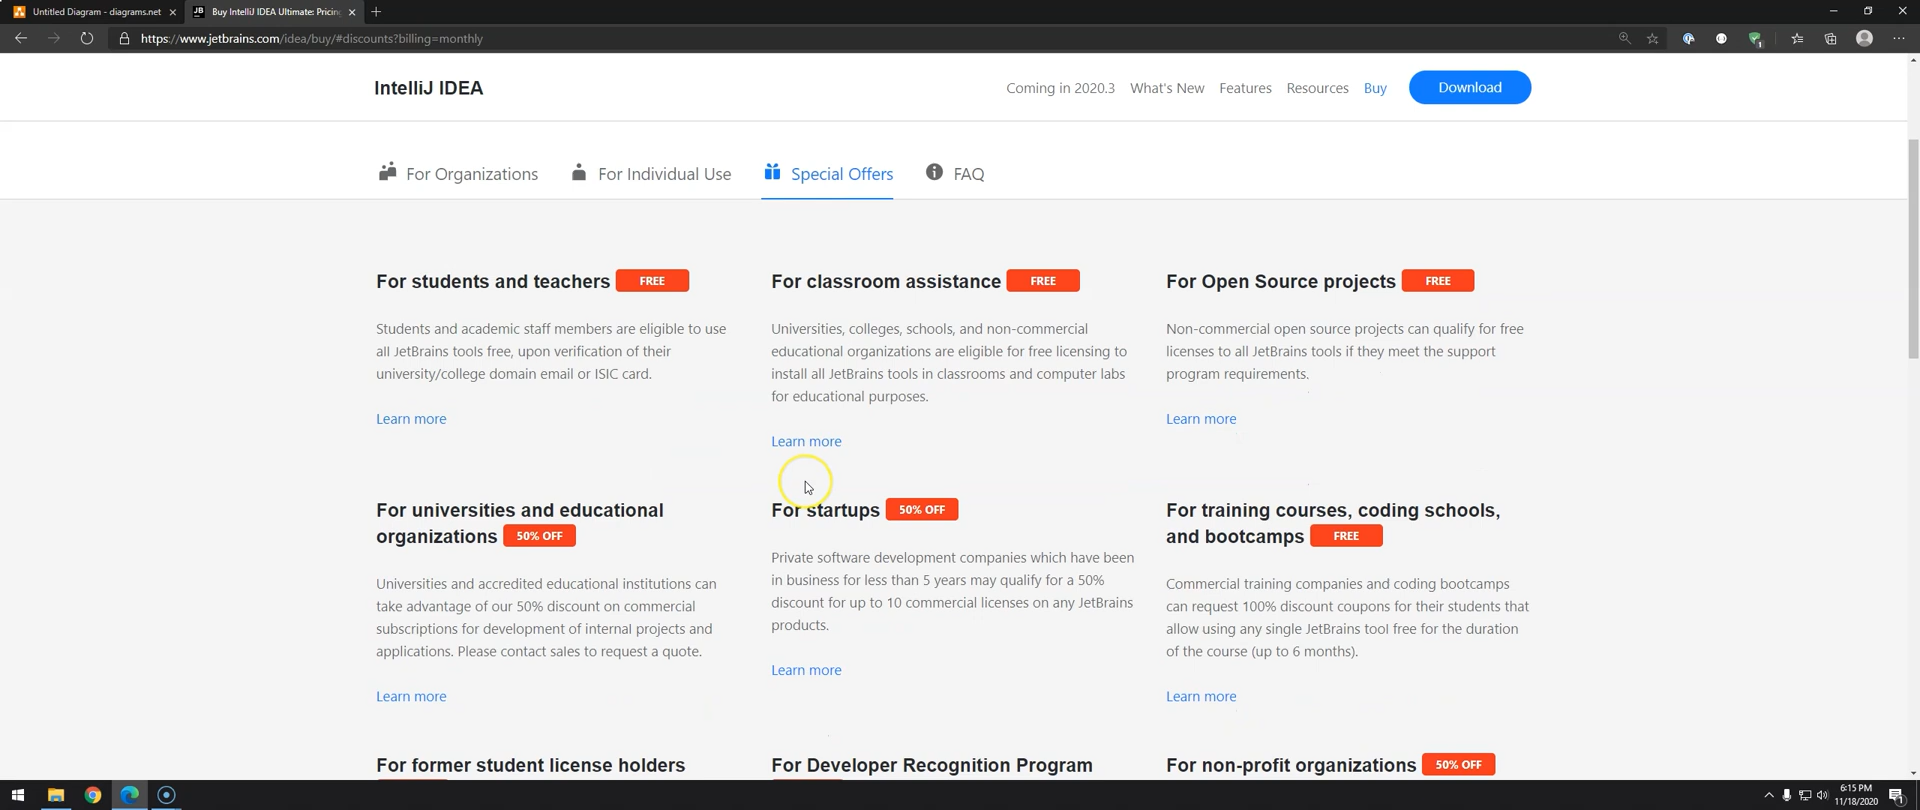 Untitled Diagram - diagrams.net
JB Buy IntelliJ IDEA Ultimate: Pricing
https://www.jetbrains.com/idea/buy/#discounts?billing=monthly
IntelliJ IDEA
Coming in 2020.3 What's New Features Resources Buy Download
For Organizations For Individual Use Special Offers FAQ
For students and teachers FREE
Students and academic staff members are eligible to use
all JetBrains tools free, upon verification of their
university/college domain email or ISIC card.
Learn more
For classroom assistance FREE
Universities, colleges, schools, and non-commercial
educational organizations are eligible for free licensing to
install all JetBrains tools in classrooms and computer labs
for educational purposes.
Learn more
For Open Source projects FREE
Non-commercial open source projects can qualify for free
licenses to all JetBrains tools if they meet the support
program requirements.
Learn more
For universities and educational
organizations 50% OFF
Universities and accredited educational institutions can
take advantage of our 50% discount on commercial
subscriptions for development of internal projects and
applications. Please contact sales to request a quote.
Learn more
For startups 50% OFF
Private software development companies which have been
in business for less than 5 years may qualify for a 50%
discount for up to 10 commercial licenses on any JetBrains
products.
Learn more
For training courses, coding schools,
and bootcamps FREE
Commercial training companies and coding bootcamps
can request 100% discount coupons for their students that
allow using any single JetBrains tool free for the duration
of the course (up to 6 months).
Learn more
For former student license holders
For Developer Recognition Program
For non-profit organizations 50% OFF
6:15 PM
11/18/2020